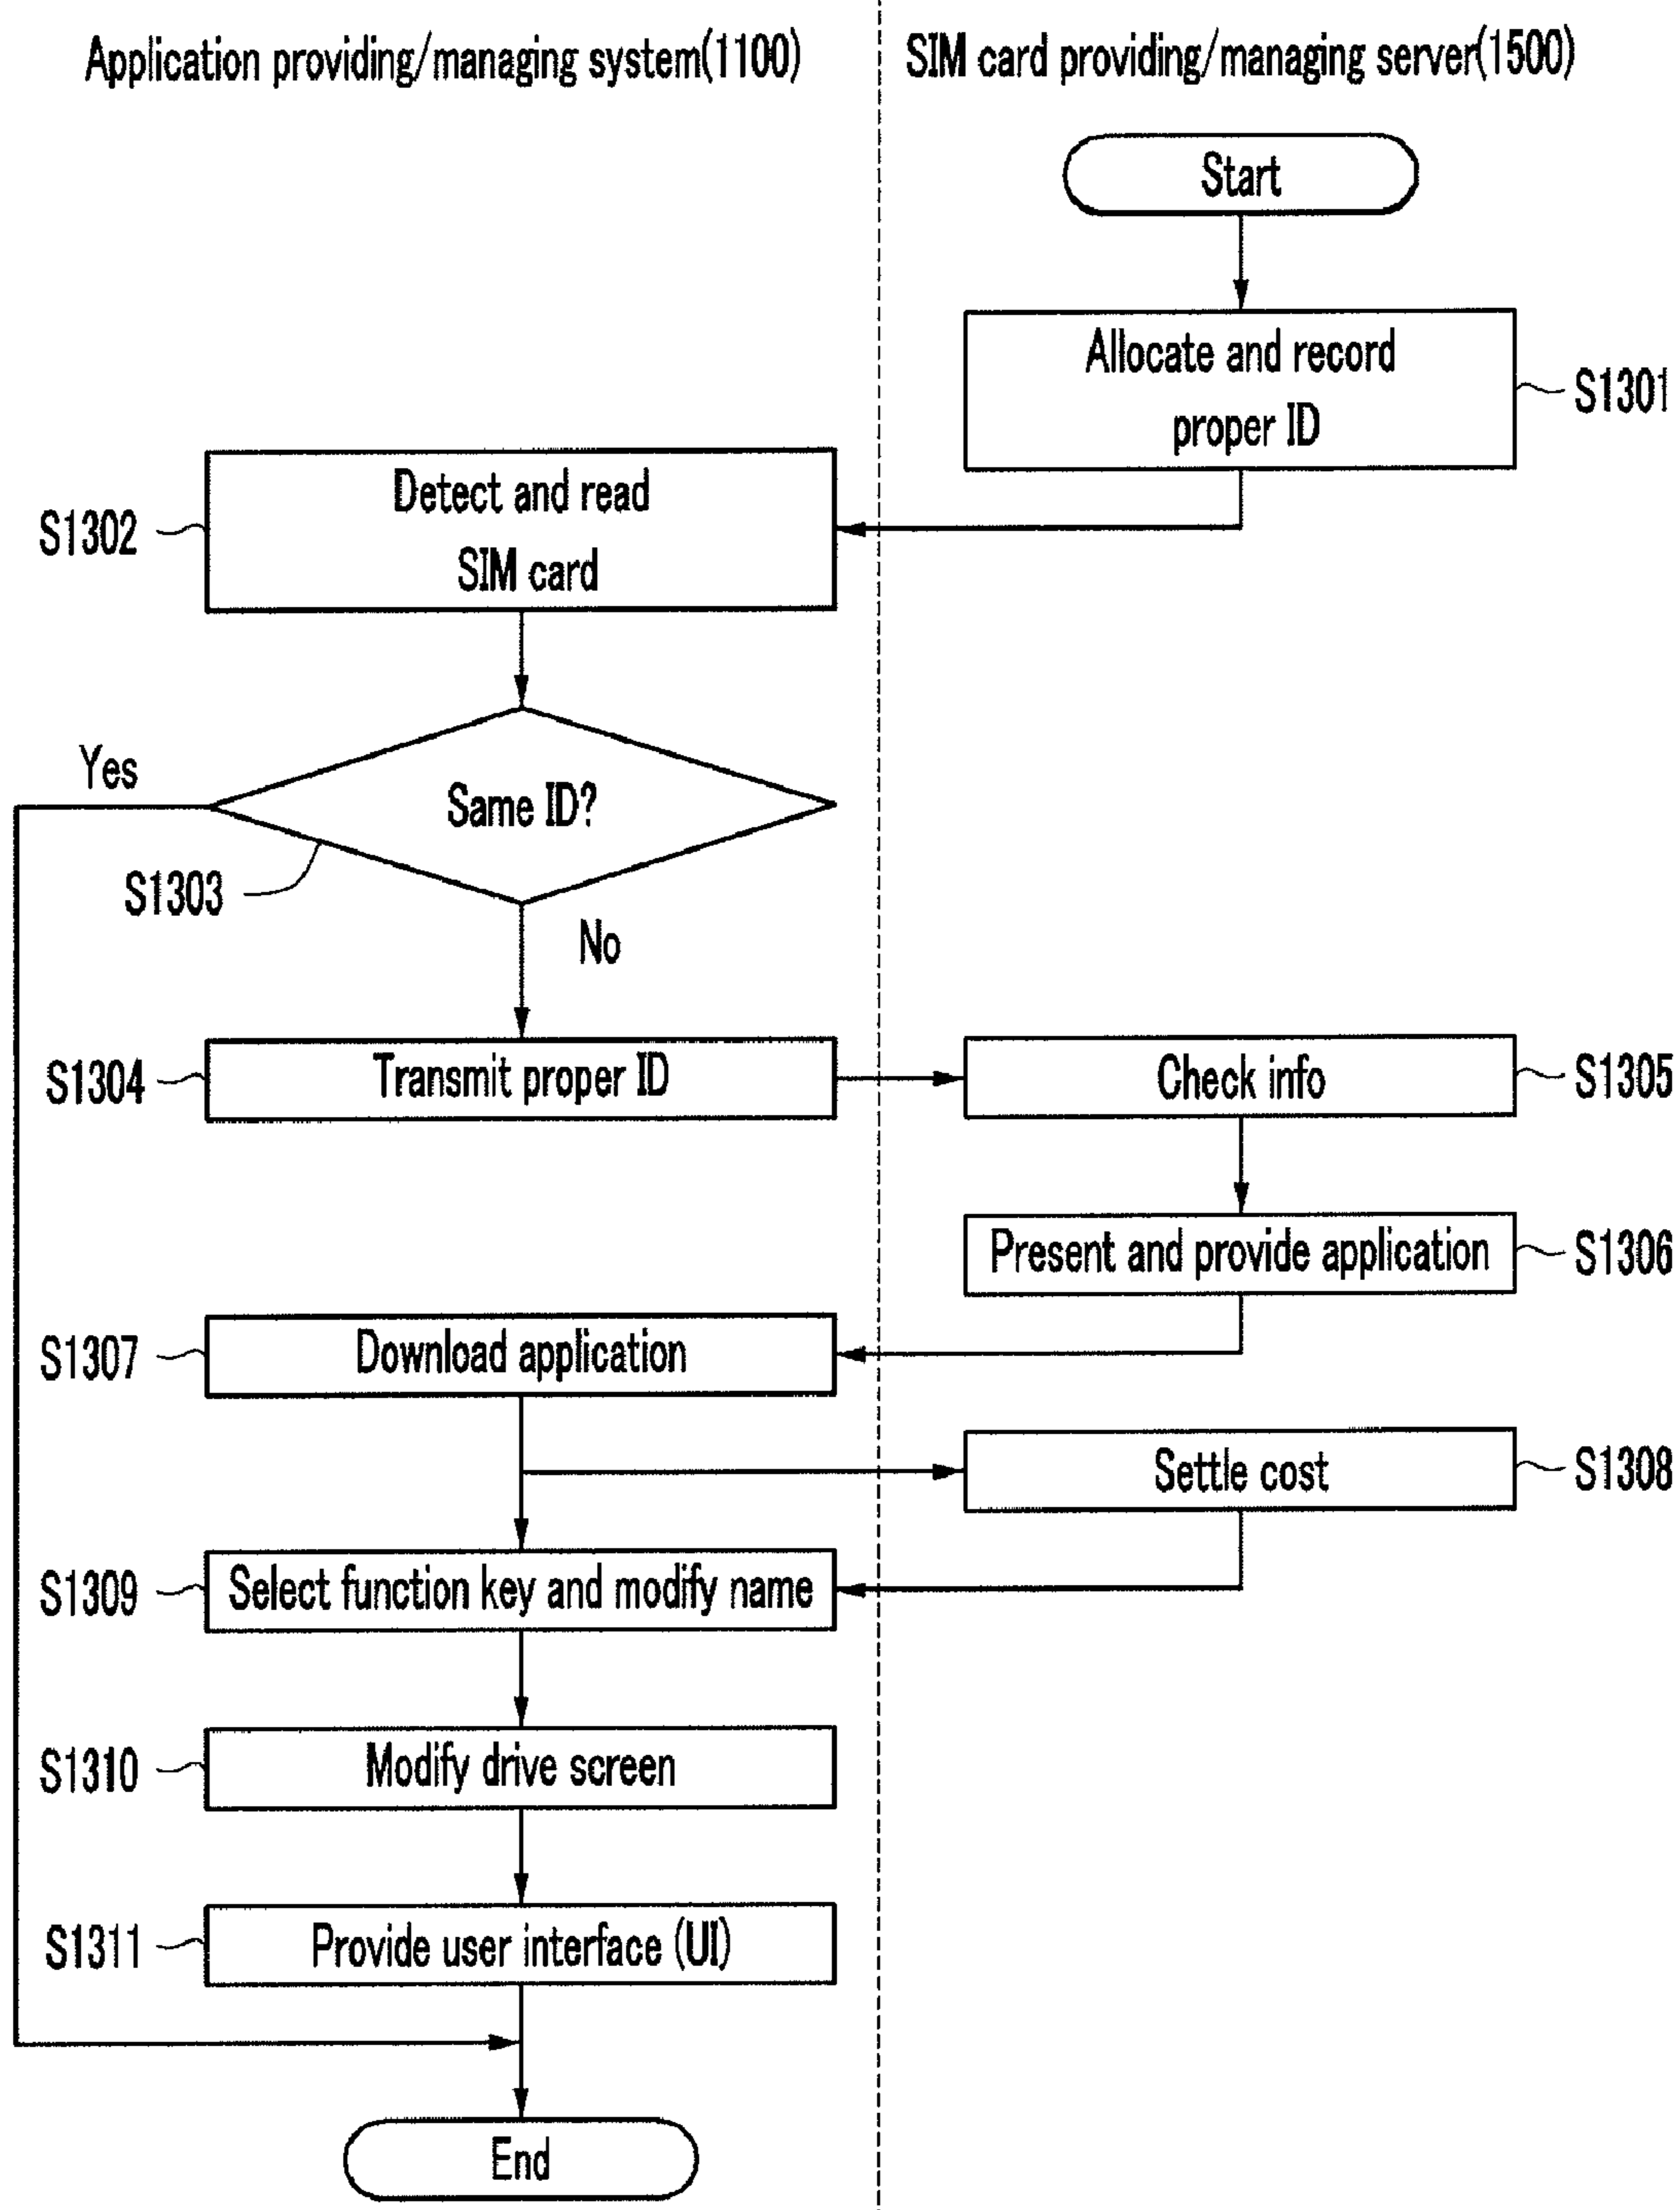 Application providing/managing system(1100)
SIM card providing/managing server(1500)
Start
Allocate and record
proper ID
S1301
Detect and read
SIM card
S1302
Yes
Same ID?
S1303
No
S1304
Transmit proper ID
Check info
S1305
Present and provide application
S1306
S1307
Download application
Settle cost
S1308
S1309
Select function key and modify name
S1310
Modify drive screen
S1311
Provide user interface (UI)
End